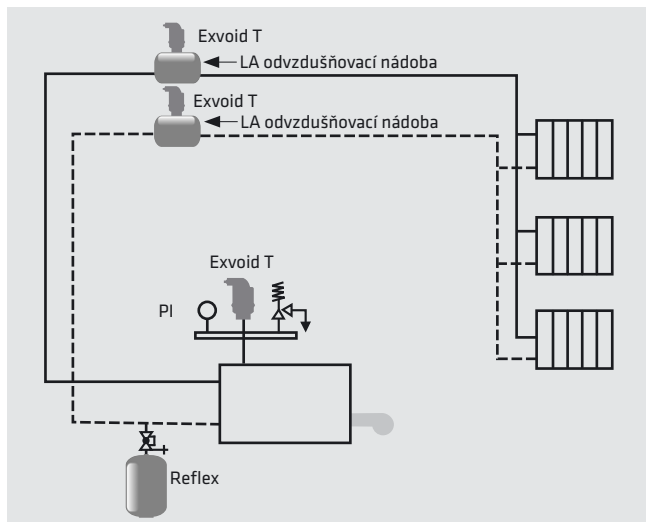 Exvoid T
LA odvzdušňovací nádoba
Exvoid T
LA odvzdušňovací nádoba
Exvoid T
PI
Reflex